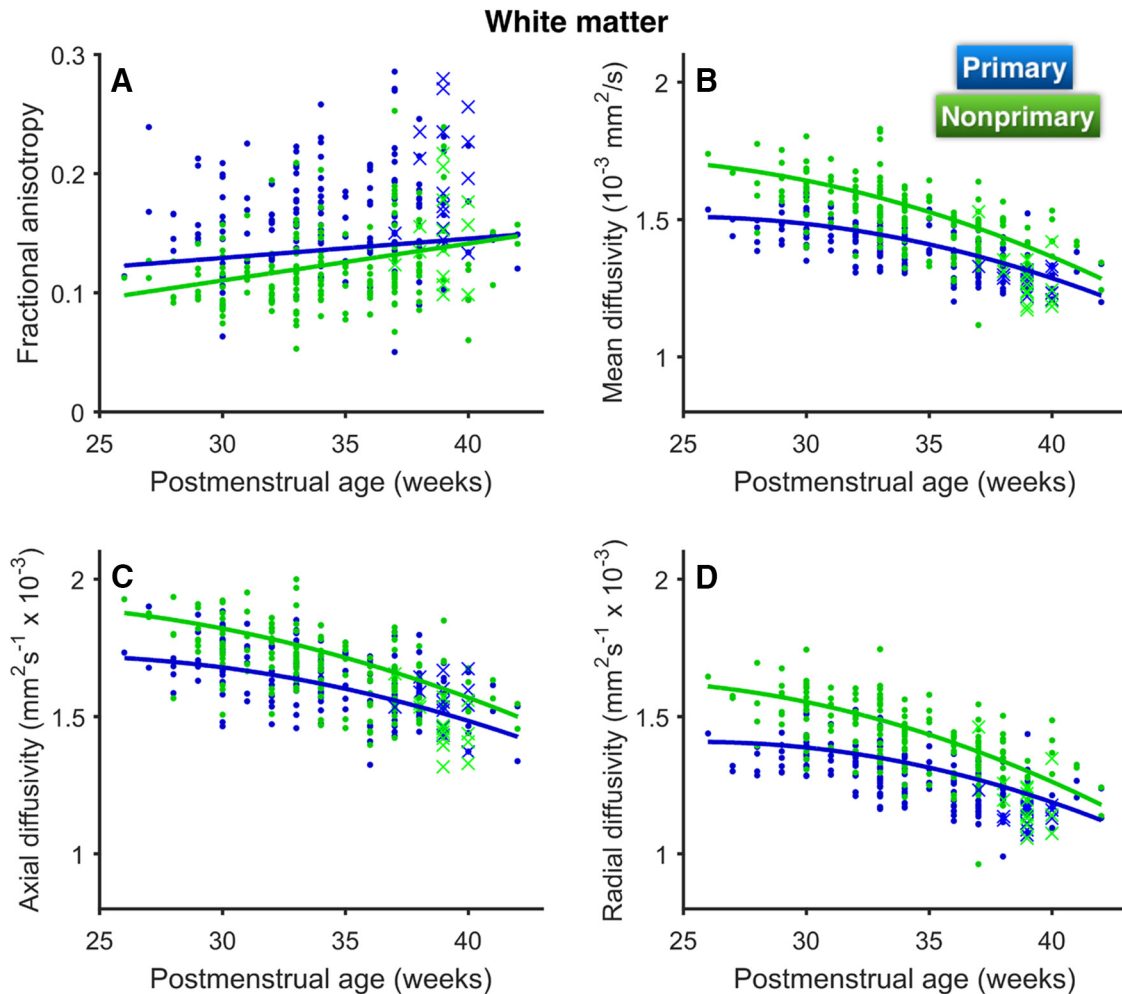 White matter
A
Fractional anisotropy
0.3
0.2
0.1
0
25 30 35 40
Postmenstrual age (weeks)
B
Primary
Nonprimary
Mean diffusivity (10⁻³ mm²/s)
2
1.5
1
25 30 35 40
Postmenstrual age (weeks)
C
Axial diffusivity (mm²s⁻¹ x 10⁻³)
2
1.5
1
25 30 35 40
Postmenstrual age (weeks)
D
Radial diffusivity (mm²s⁻¹ x 10⁻³)
2
1.5
1
25 30 35 40
Postmenstrual age (weeks)